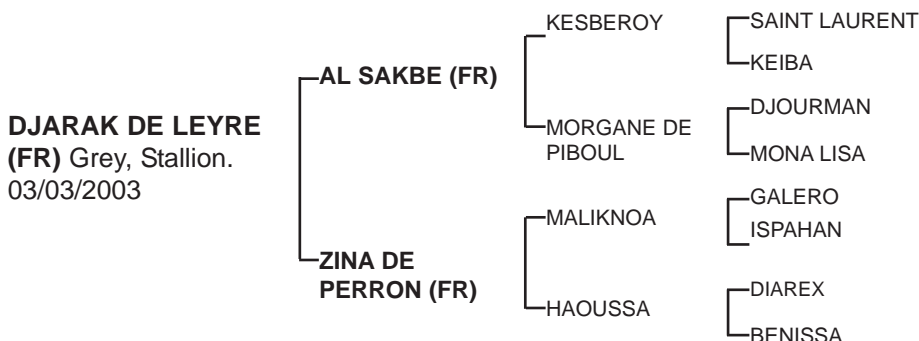 DJARAK DE LEYRE
(FR) Grey, Stallion.
03/03/2003
AL SAKBE (FR)
ZINA DE
PERRON (FR)
KESBEROY
MORGANE DE
PIBOUL
MALIKNOA
HAOUSSA
SAINT LAURENT
KEIBA
DJOURMAN
MONA LISA
GALERO
ISPAHAN
DIAREX
BENISSA